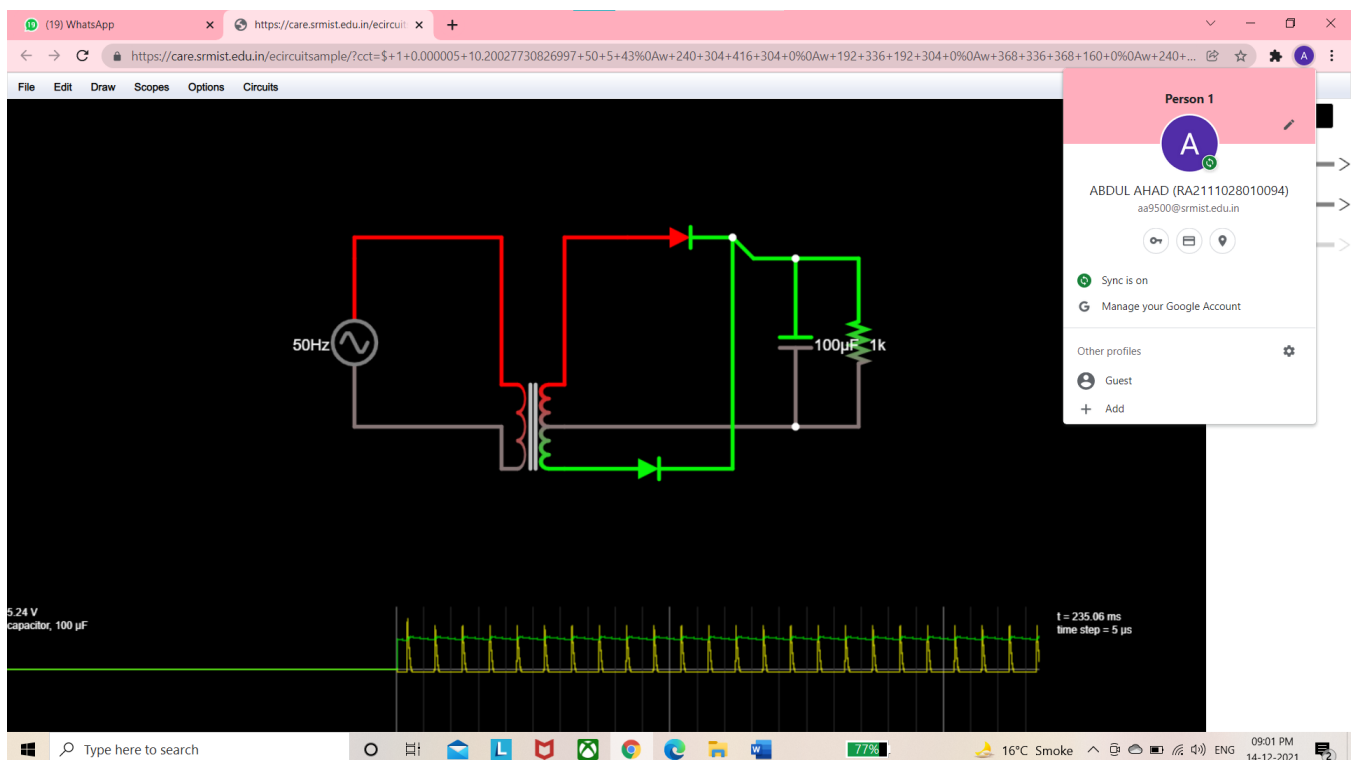 19 (19) WhatsApp
https://care.srmist.edu.in/ecircuit
https://care.srmist.edu.in/ecircuitsample/?cct=$+1+0.000005+10.20027730826997+50+5+43%0Aw+240+304+416+304+0%0Aw+192+336+192+304+0%0Aw+368+336+368+160+0%0Aw+240+...
A
File Edit Draw Scopes Options Circuits
Person 1
A
ABDUL AHAD (RA2111028010094)
aa9500@srmist.edu.in
Sync is on
G Manage your Google Account
Other profiles
Guest
Add
50Hz
100µF 1k
5.24 V
capacitor, 100 µF
t = 235.06 ms
time step = 5 µs
Type here to search
L
77%
16°C Smoke
ENG
09:01 PM
14-12-2021
2